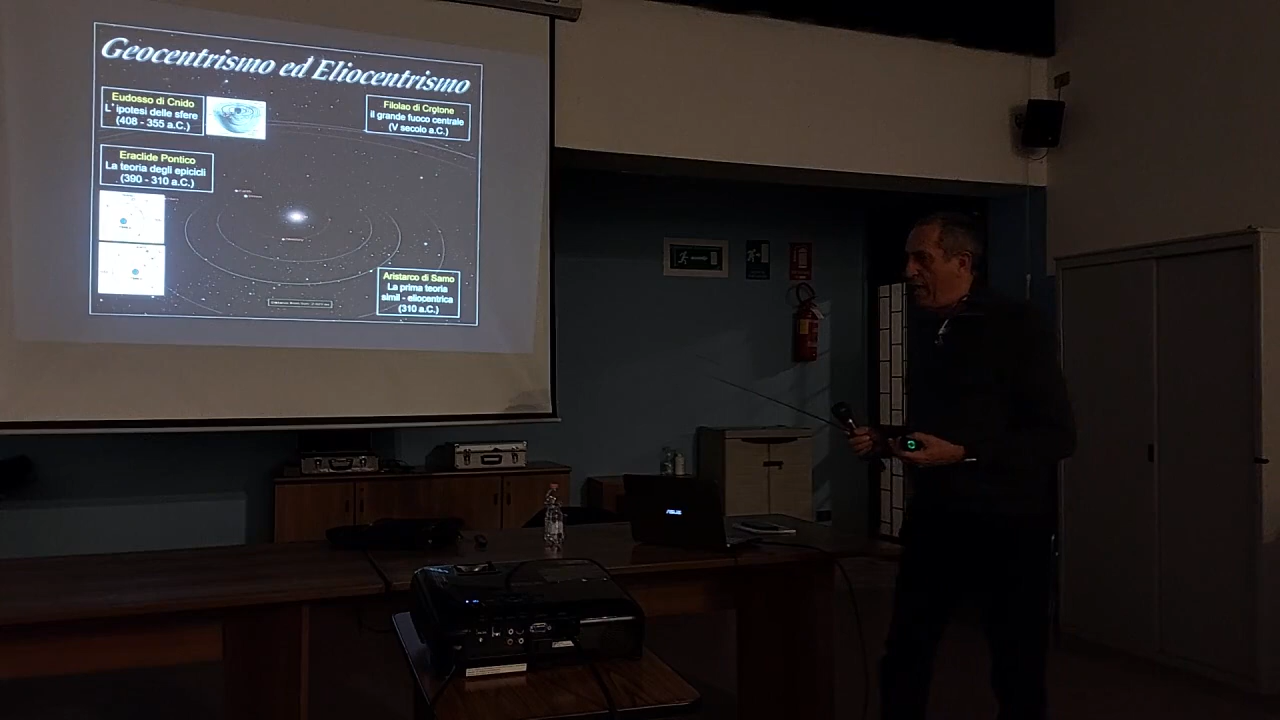 Geocentrismo ed Eliocentrismo
Eudosso di Cnido
L' ipotesi delle sfere
(408 - 355 a.C.)
Filolao di Crotone
Il grande fuoco centrale
(V secolo a.C.)
Eraclide Pontico
La teoria degli epicicli
(390 - 310 a.C.)
Aristarco di Samo
La prima teoria
simil - eliocentrica
(310 a.C.)
ASUS